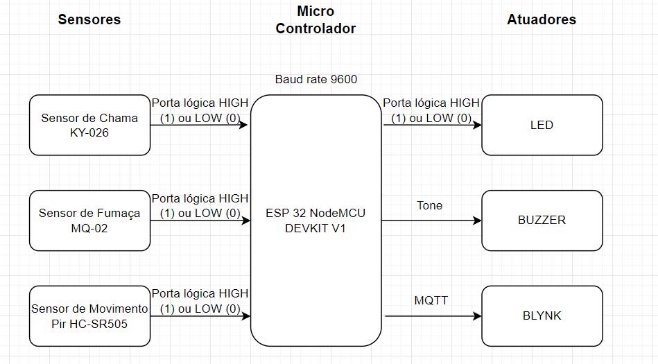 Sensores
Micro
Controlador
Atuadores
Baud rate 9600
Porta lógica HIGH
(1) ou LOW (0)
Sensor de Chama
KY-026
Porta lógica HIGH
(1) ou LOW (0)
LED
Porta lógica HIGH
(1) ou LOW (0)
Sensor de Fumaça
MQ-02
ESP 32 NodeMCU
DEVKIT V1
Tone
BUZZER
Porta lógica HIGH
(1) ou LOW (0)
Sensor de Movimento
Pir HC-SR505
MQTT
BLYNK